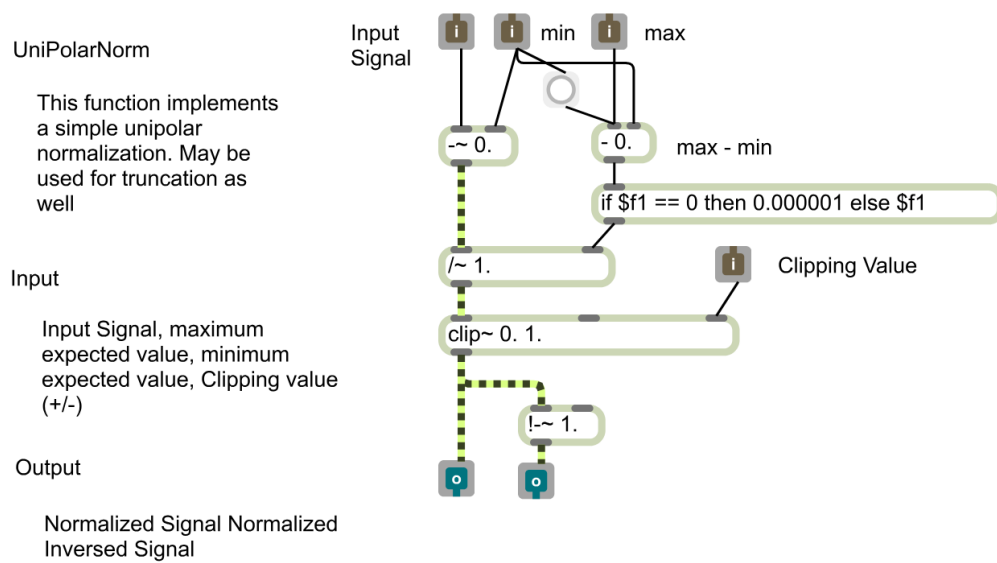 Input
Signal
min
max
UniPolarNorm
This function implements
a simple unipolar
normalization. May be
used for truncation as
well
-~ 0.
- 0.
max - min
if $f1 == 0 then 0.000001 else $f1
/~ 1.
Clipping Value
Input
Input Signal, maximum
expected value, minimum
expected value, Clipping value
(+/-)
clip~ 0. 1.
!-~ 1.
Output
Normalized Signal Normalized
Inversed Signal
i
i
i
i
o
o